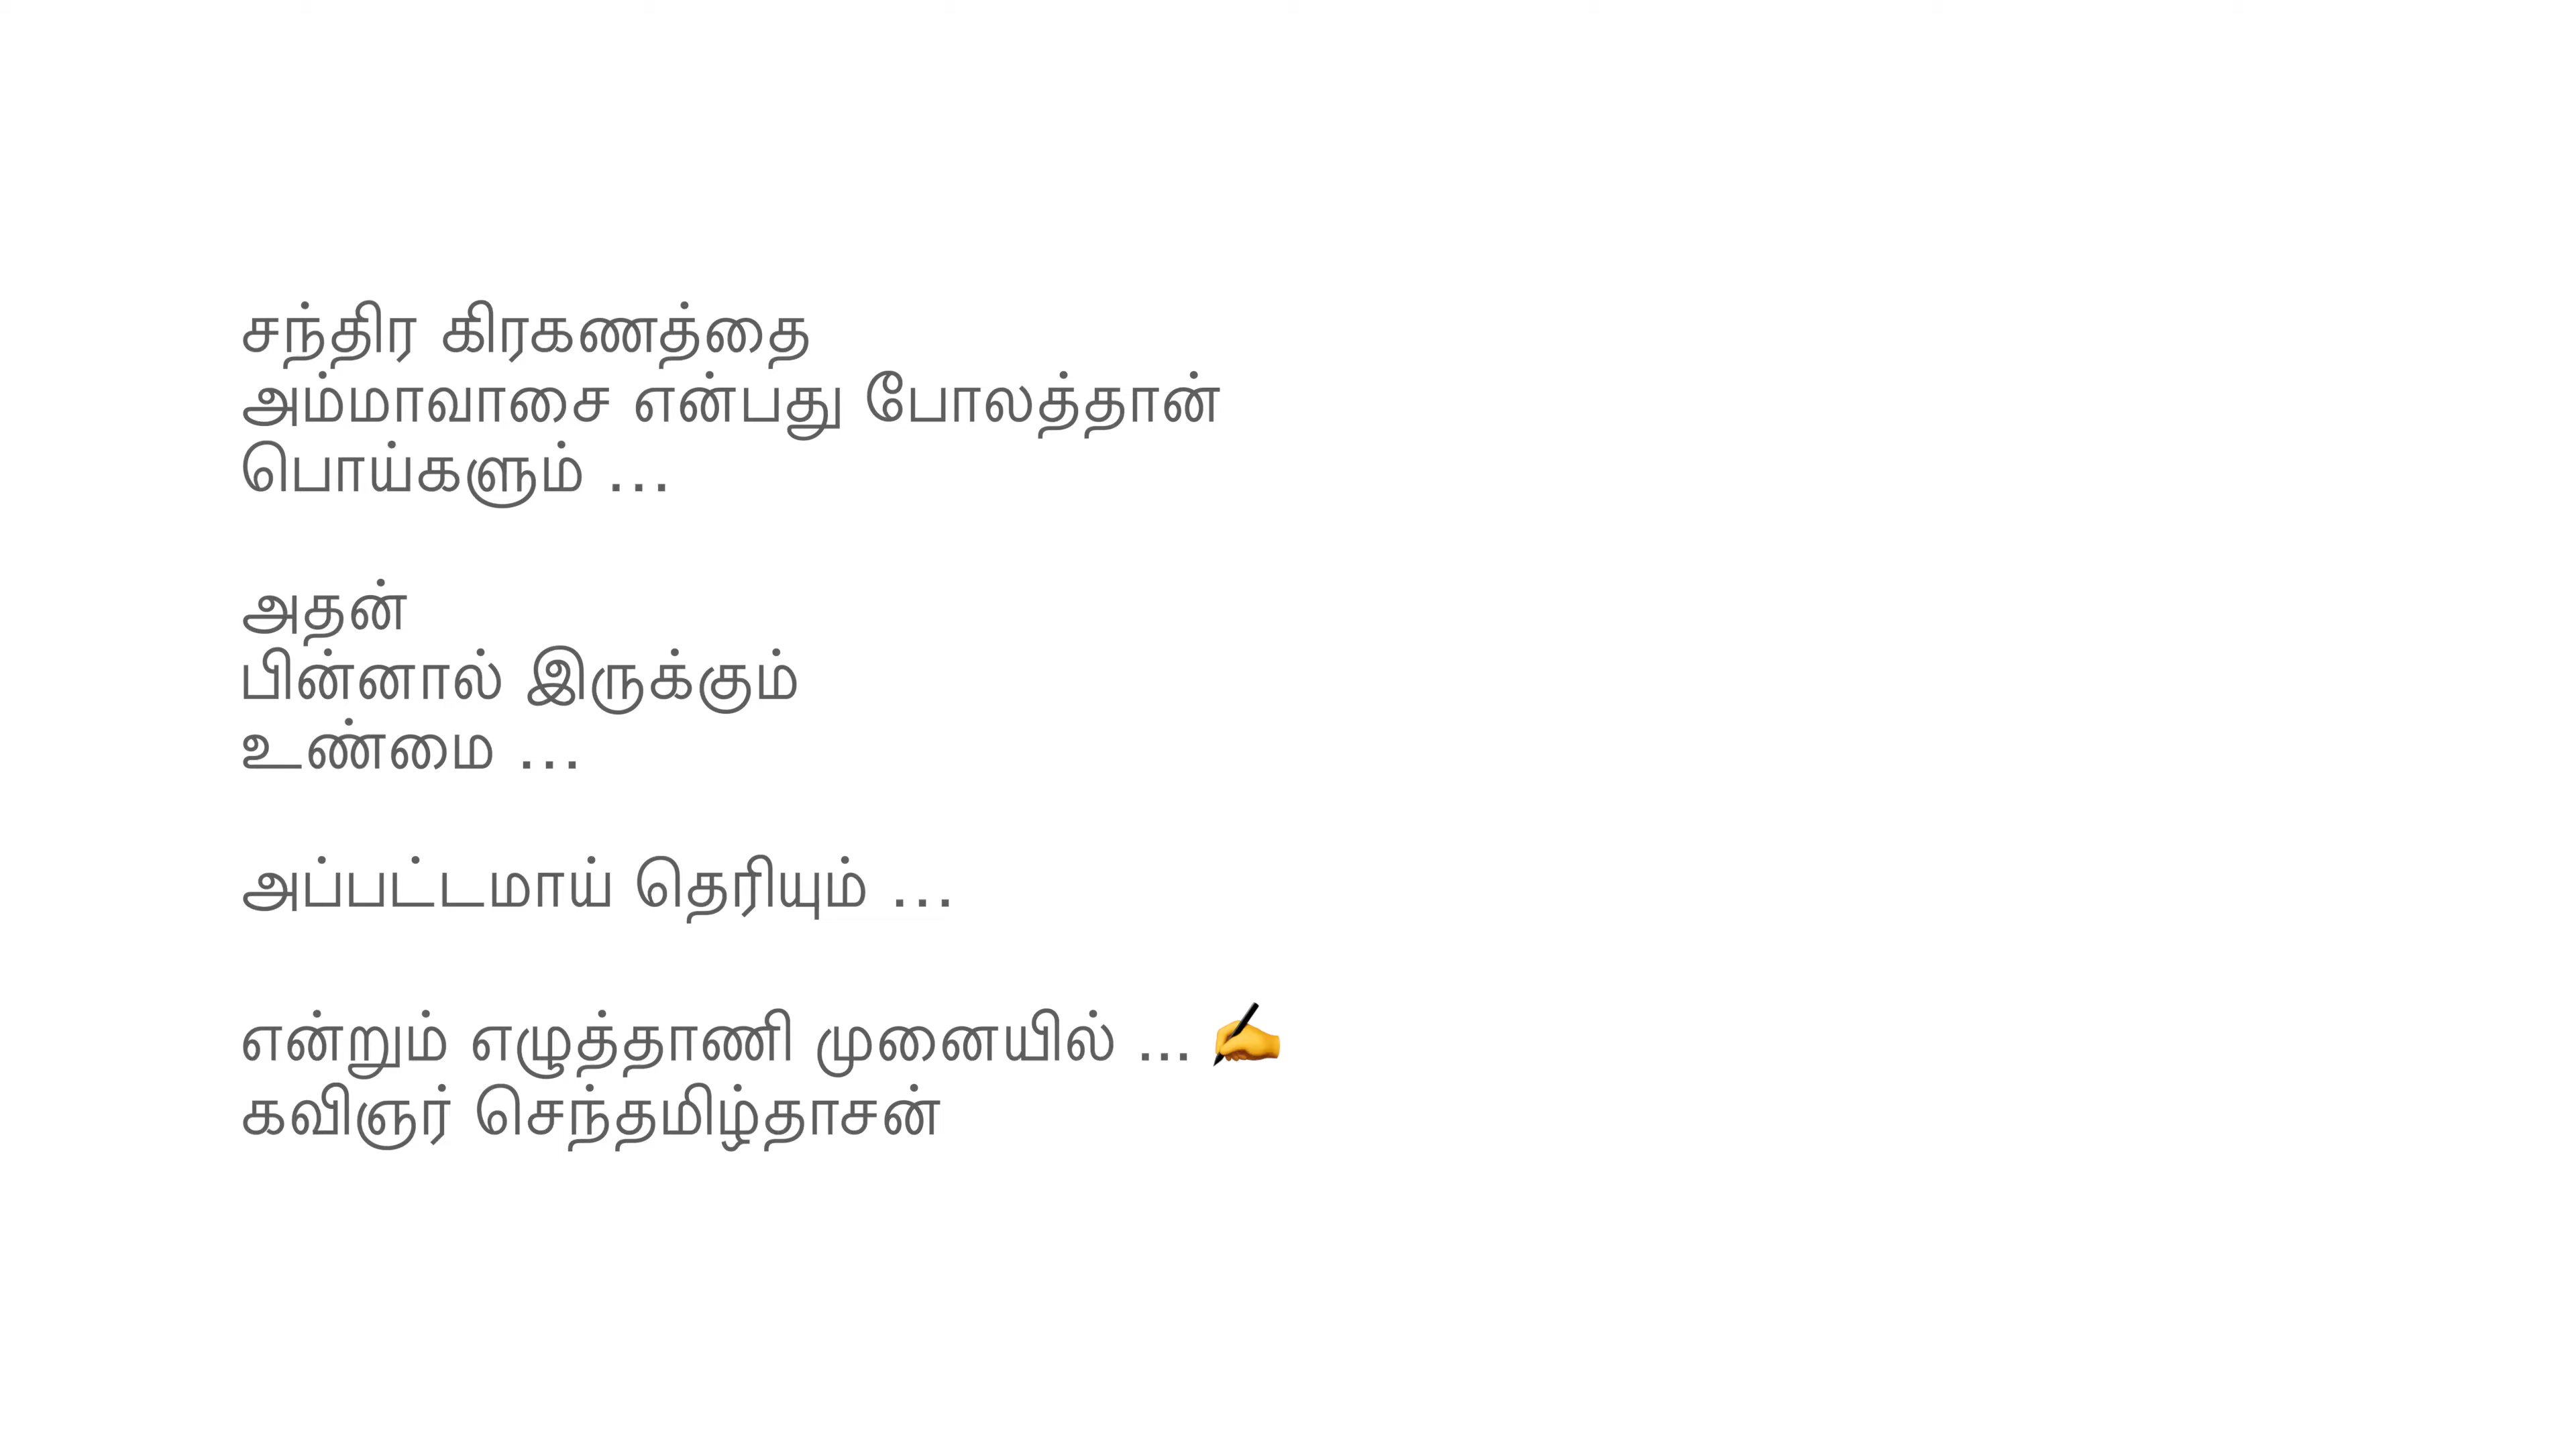 சந்திர கிரகணத்தை
அம்மாவாசை என்பது போலத்தான்
பொய்களும் ...
அதன்
பின்னால் இருக்கும்
உண்மை ...
அப்பட்டமாய் தெரியும் ...
என்றும் எழுத்தாணி முனையில் ... ✍️
கவிஞர் செந்தமிழ்தாசன்